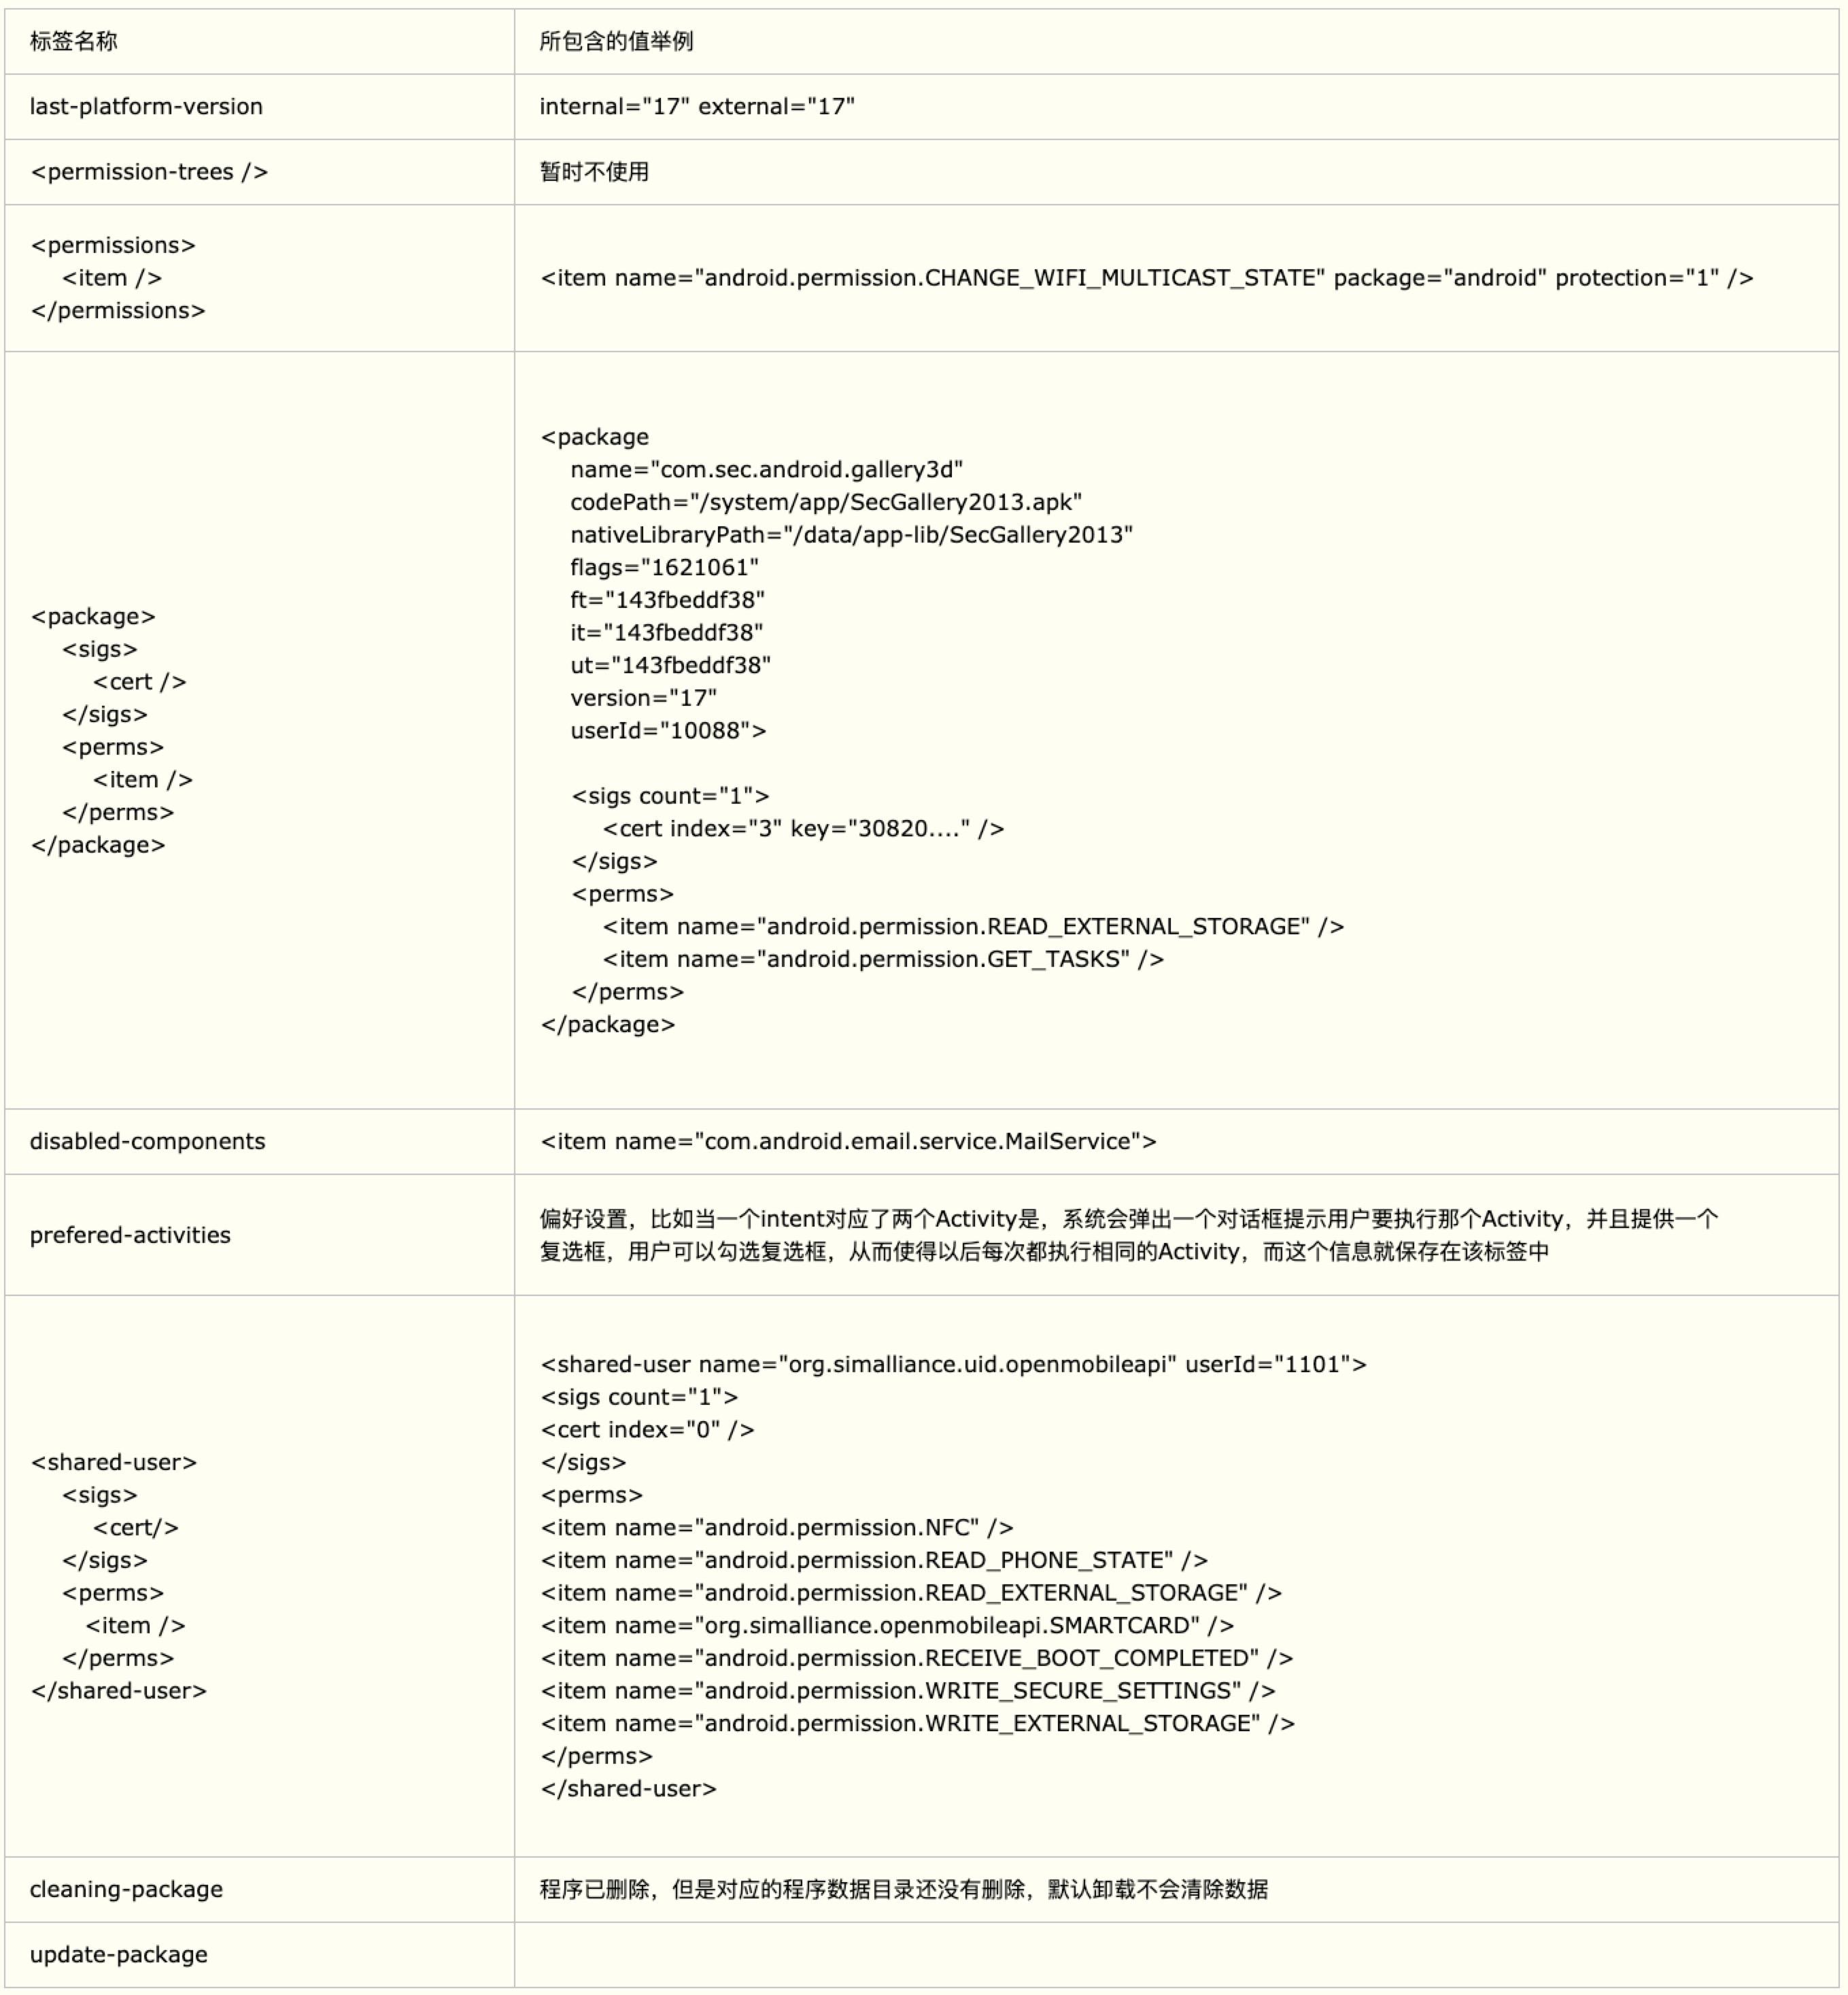 标签名称
所包含的值举例
last-platform-version
internal="17" external="17"
<permission-trees />
暂时不使用
<permissions>
<item />
</permissions>
<item name="android.permission.CHANGE_WIFI_MULTICAST_STATE" package="android" protection="1" />
<package>
<sigs>
<cert />
</sigs>
<perms>
<item />
</perms>
</package>
<package
name="com.sec.android.gallery3d"
codePath="/system/app/SecGallery2013.apk"
nativeLibraryPath="/data/app-lib/SecGallery2013"
flags="1621061"
ft="143fbeddf38"
it="143fbeddf38"
ut="143fbeddf38"
version="17"
userId="10088">
<sigs count="1">
<cert index="3" key="30820...." />
</sigs>
<perms>
<item name="android.permission.READ_EXTERNAL_STORAGE" />
<item name="android.permission.GET_TASKS" />
</perms>
</package>
disabled-components
<item name="com.android.email.service.MailService">
prefered-activities
偏好设置，比如当一个intent对应了两个Activity是，系统会弹出一个对话框提示用户要执行那个Activity，并且提供一个
复选框，用户可以勾选复选框，从而使得以后每次都执行相同的Activity，而这个信息就保存在该标签中
<shared-user>
<sigs>
<cert/>
</sigs>
<perms>
<item />
</perms>
</shared-user>
<shared-user name="org.simalliance.uid.openmobileapi" userId="1101">
<sigs count="1">
<cert index="0" />
</sigs>
<perms>
<item name="android.permission.NFC" />
<item name="android.permission.READ_PHONE_STATE" />
<item name="android.permission.READ_EXTERNAL_STORAGE" />
<item name="org.simalliance.openmobileapi.SMARTCARD" />
<item name="android.permission.RECEIVE_BOOT_COMPLETED" />
<item name="android.permission.WRITE_SECURE_SETTINGS" />
<item name="android.permission.WRITE_EXTERNAL_STORAGE" />
</perms>
</shared-user>
cleaning-package
程序已删除，但是对应的程序数据目录还没有删除，默认卸载不会清除数据
update-package